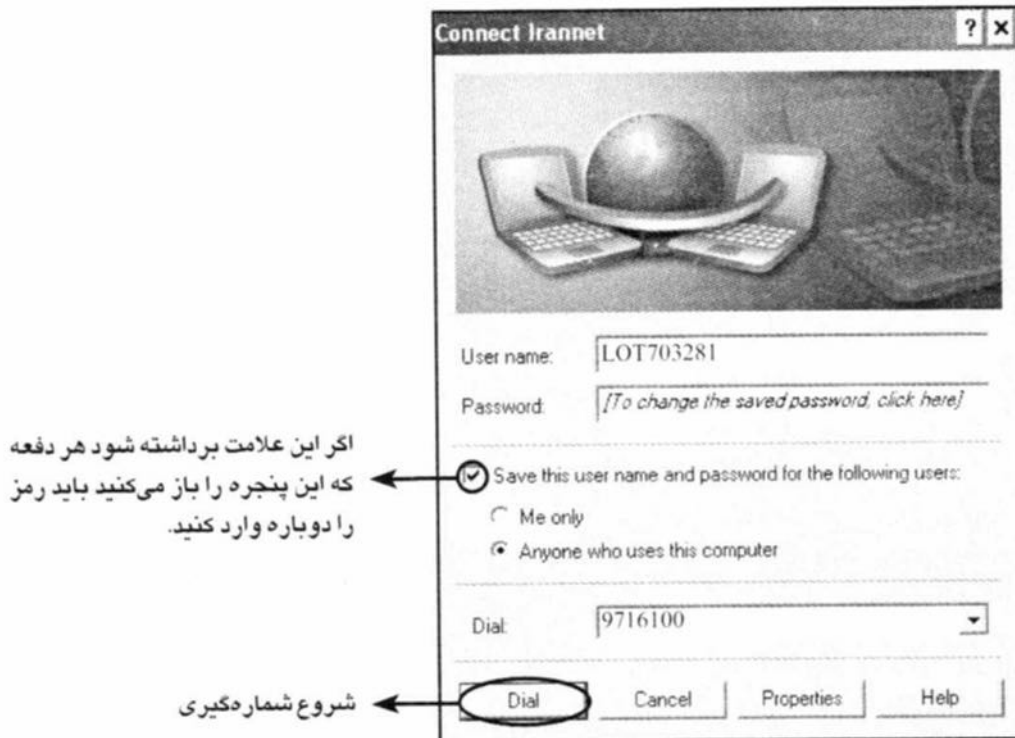 Connect Irannet
User name:
LOT703281
Password:
[To change the saved password, click here]
اگر این علامت برداشته شود هر دفعه
که این پنجره را باز می‌کنید باید رمز
را دوباره وارد کنید.
Save this user name and password for the following users:
Me only
Anyone who uses this computer
Dial:
9716100
شروع شماره‌گیری
Dial
Cancel
Properties
Help